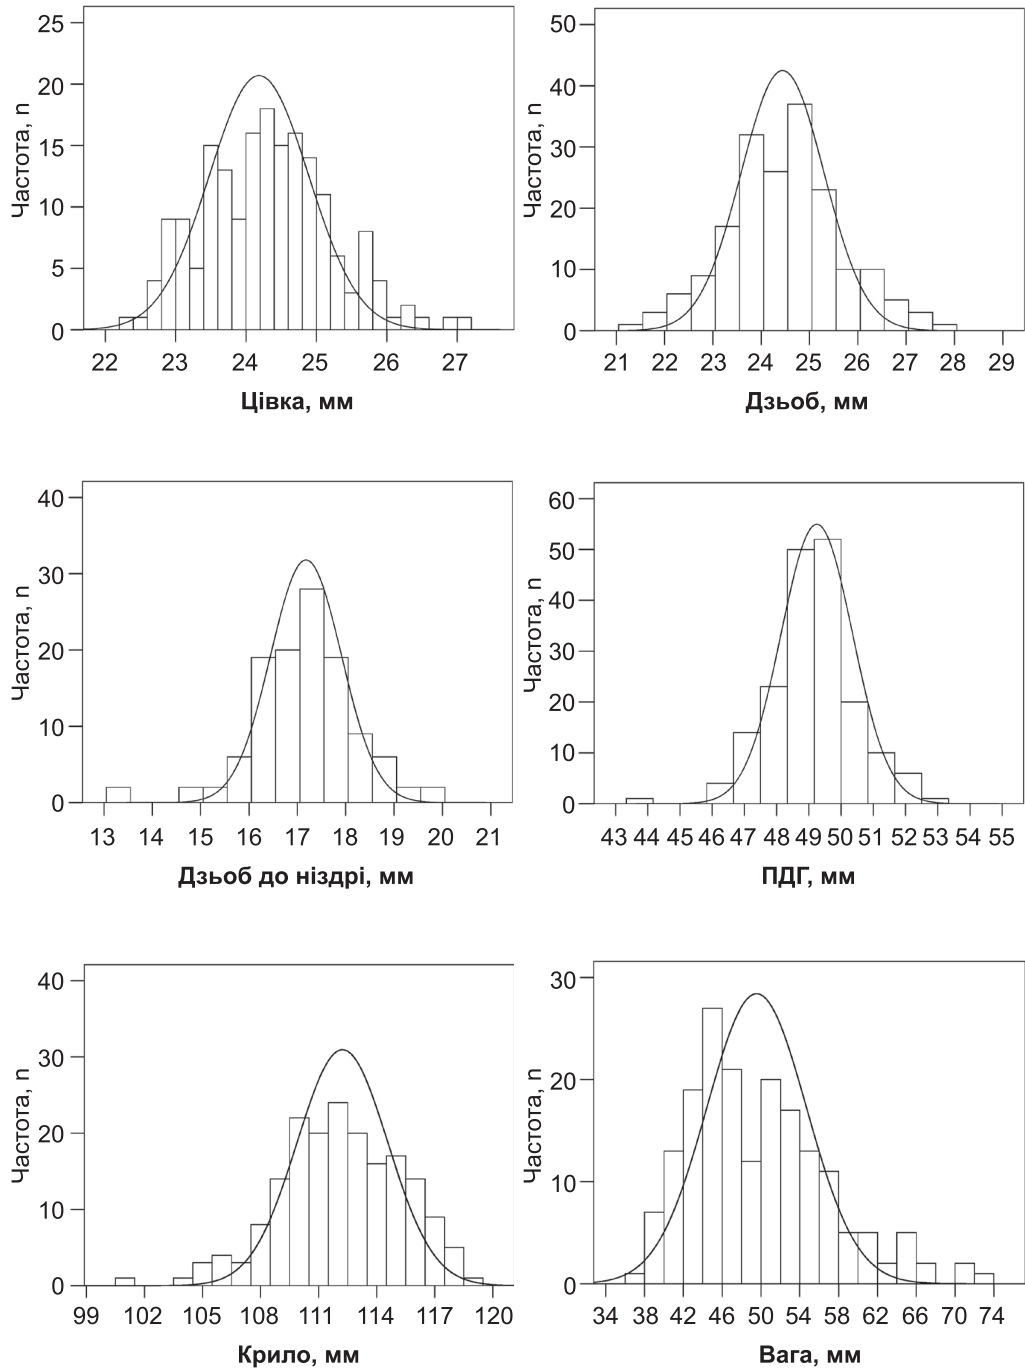 25
20
15
10
5
0
Частота, n
22 23 24 25 26 27
Цівка, мм
50
40
30
20
10
0
Частота, n
21 22 23 24 25 26 27 28 29
Дзьоб, мм
40
30
20
10
0
Частота, n
13 14 15 16 17 18 19 20 21
Дзьоб до ніздрі, мм
60
50
40
30
20
10
0
Частота, n
43 44 45 46 47 48 49 50 51 52 53 54 55
ПДГ, мм
40
30
20
10
0
Частота, n
99 102 105 108 111 114 117 120
Крило, мм
30
20
10
0
Частота, n
34 38 42 46 50 54 58 62 66 70 74
Вага, мм